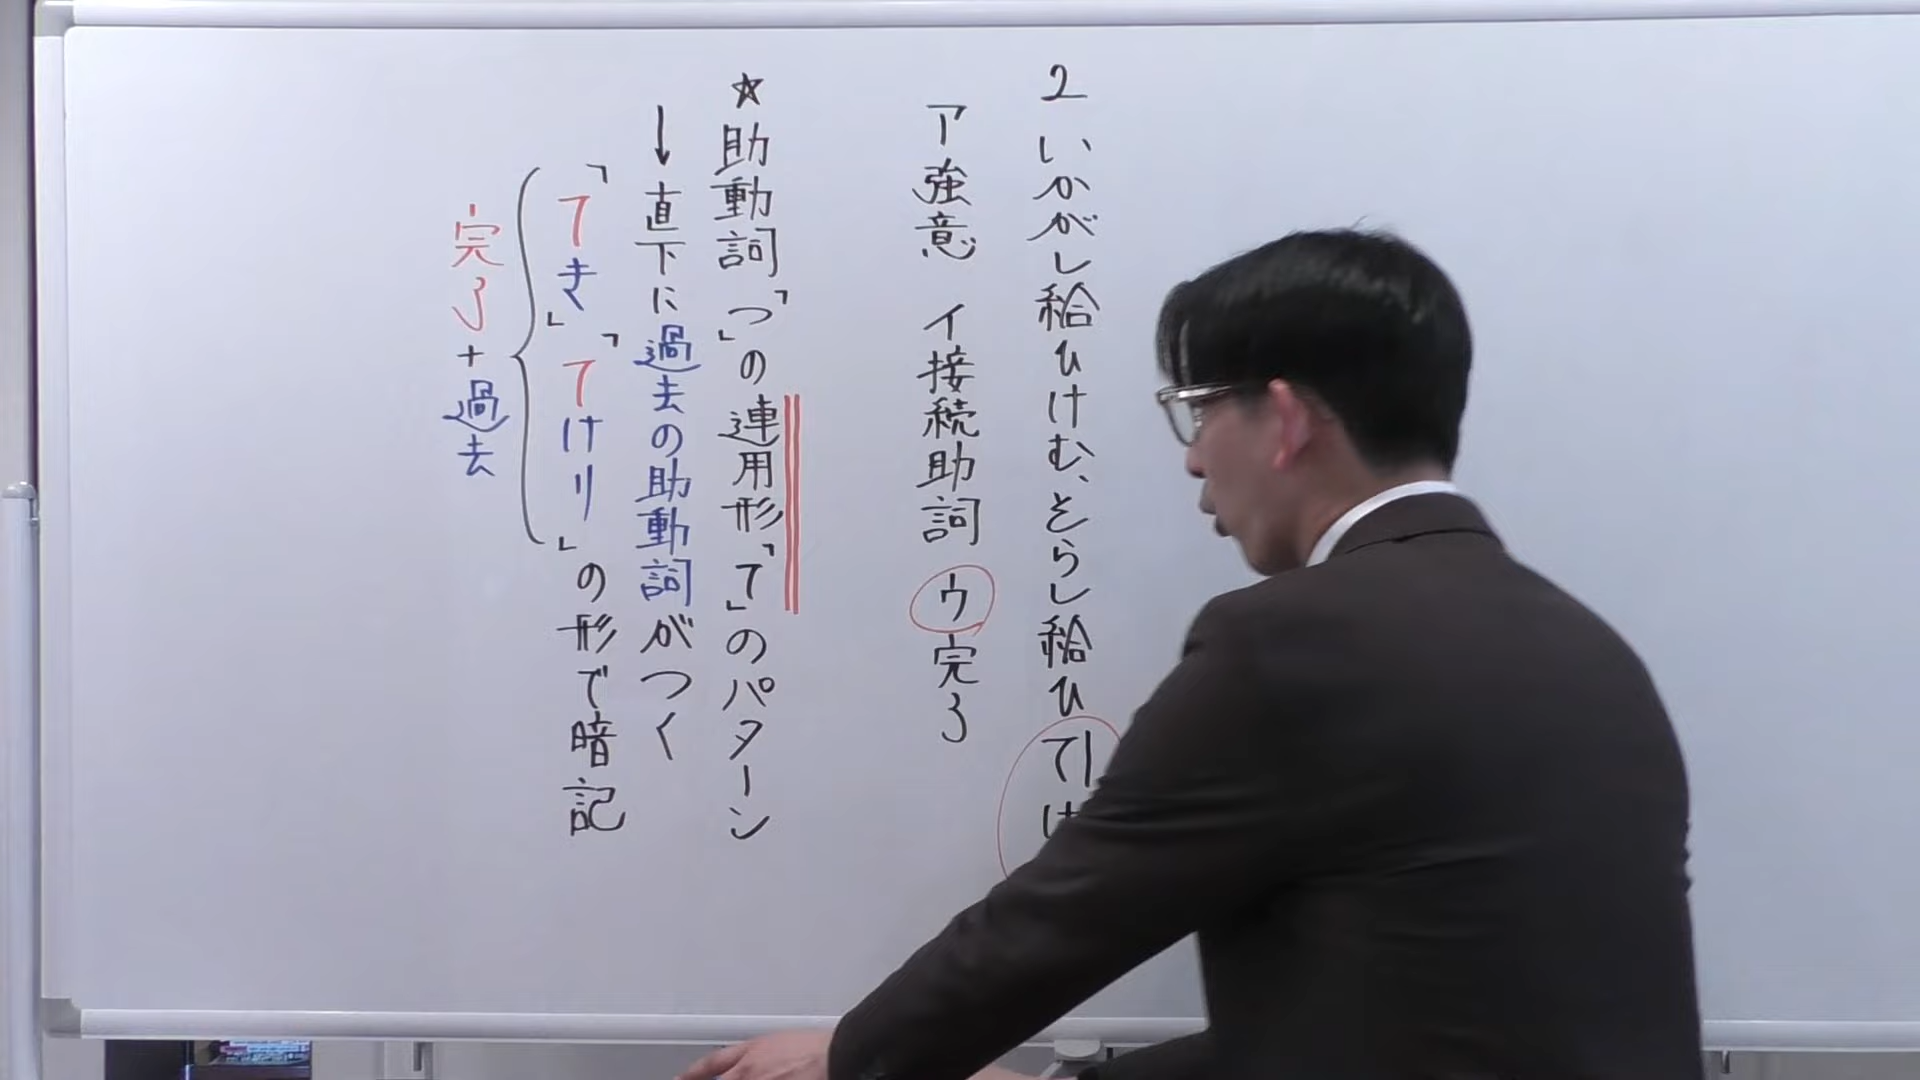 2 いかがし給ひけむ、そらし給ひてけ
ア強意 イ接続助詞 ウ完了
☆助動詞「つ」の連用形「て」のパターン
↓直下に過去の助動詞がつく
「てき」「てけり」の形で暗記
完了+過去